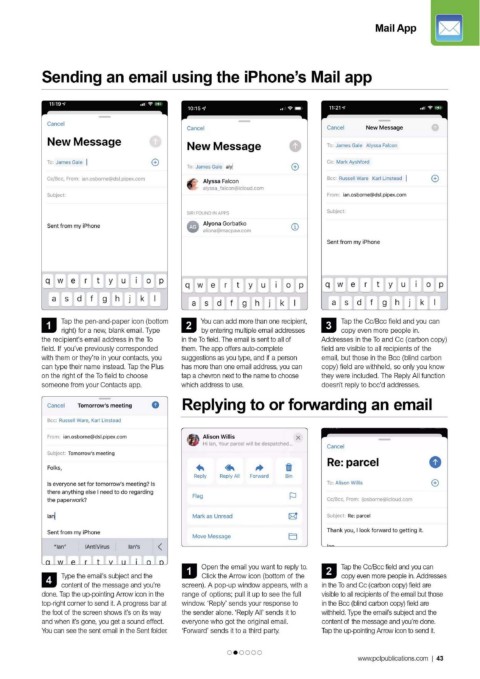 Mail App
Sending an email using the iPhone's Mail app
11:19
Cancel
New Message
To: James Gale
Cc/Bcc, From: ian.osborne@dsl.pipex.com
Subject:
Sent from my iPhone
q w e r t y u i o p
a s d f g h j k l
10:15
Cancel
New Message
To: James Gale aly
Alyssa Falcon
alyssa_falcon@icloud.com
SIRI FOUND IN APPS
AG
Alyona Gorbatko
q w e r t y u i o p
a s d f g h j k l
11:21
Cancel New Message
To: James Gale Alyssa Falcon
Cc: Mark Ayshford
Bcc: Russell Ware Karl Linstead
From: ian.osborne@dsl.pipex.com
Subject:
Sent from my iPhone
q w e r t y u i o p
a s d f g h j k l
1 Tap the pen-and-paper icon (bottom
right) for a new, blank email. Type
the recipient's email address in the To
field. If you've previously corresponded
with them or they're in your contacts, you
can type their name instead. Tap the Plus
on the right of the To field to choose
someone from your Contacts app.
2 You can add more than one recipient,
by entering multiple email addresses
in the To field. The email is sent to all of
them. The app offers auto-complete
suggestions as you type, and if a person
has more than one email address, you can
tap a chevron next to the name to choose
which address to use.
3 Tap the Cc/Bcc field and you can
copy even more people in.
Addresses in the To and Cc (carbon copy)
field are visible to all recipients of the
email, but those in the Bcc (blind carbon
copy) field are withheld, so only you know
they were included. The Reply All function
doesn't reply to bcc'd addresses.
Cancel Tomorrow's meeting
Bcc: Russell Ware, Karl Linstead
From: ian.osborne@dsl.pipex.com
Subject: Tomorrow's meeting
Folks,
Is everyone set for tomorrow's meeting? Is
there anything else I need to do regarding
the paperwork?
Ian
Sent from my iPhone
"Ian" iAntiVirus Ian's
q w e r t y u i o p
4 Type the email's subject and the
content of the message and you're
done. Tap the up-pointing Arrow icon in the
top-right corner to send it. A progress bar at
the foot of the screen shows it's on its way
and when it's gone, you get a sound effect.
You can see the sent email in the Sent folder.
Replying to or forwarding an email
Alison Willis
Hi Ian, Your parcel will be despatched...
Reply Reply All Forward Bin
Flag
Mark as Unread
Move Message
Cancel
Re: parcel
To: Alison Willis
Subject: Re: parcel
Thank you, I look forward to getting it.
1 Open the email you want to reply to.
Click the Arrow icon (bottom of the
screen). A pop-up window appears, with a
range of options; pull it up to see the full
window. 'Reply' sends your response to
the sender alone. 'Reply All' sends it to
everyone who got the original email.
'Forward' sends it to a third party.
2 Tap the Cc/Bcc field and you can
copy even more people in. Addresses
in the To and Cc (carbon copy) field are
visible to all recipients of the email but those
in the Bcc (blind carbon copy) field are
withheld. Type the email's subject and the
content of the message and you're done.
Tap the up-pointing Arrow icon to send it.
www.pclpublications.com | 43